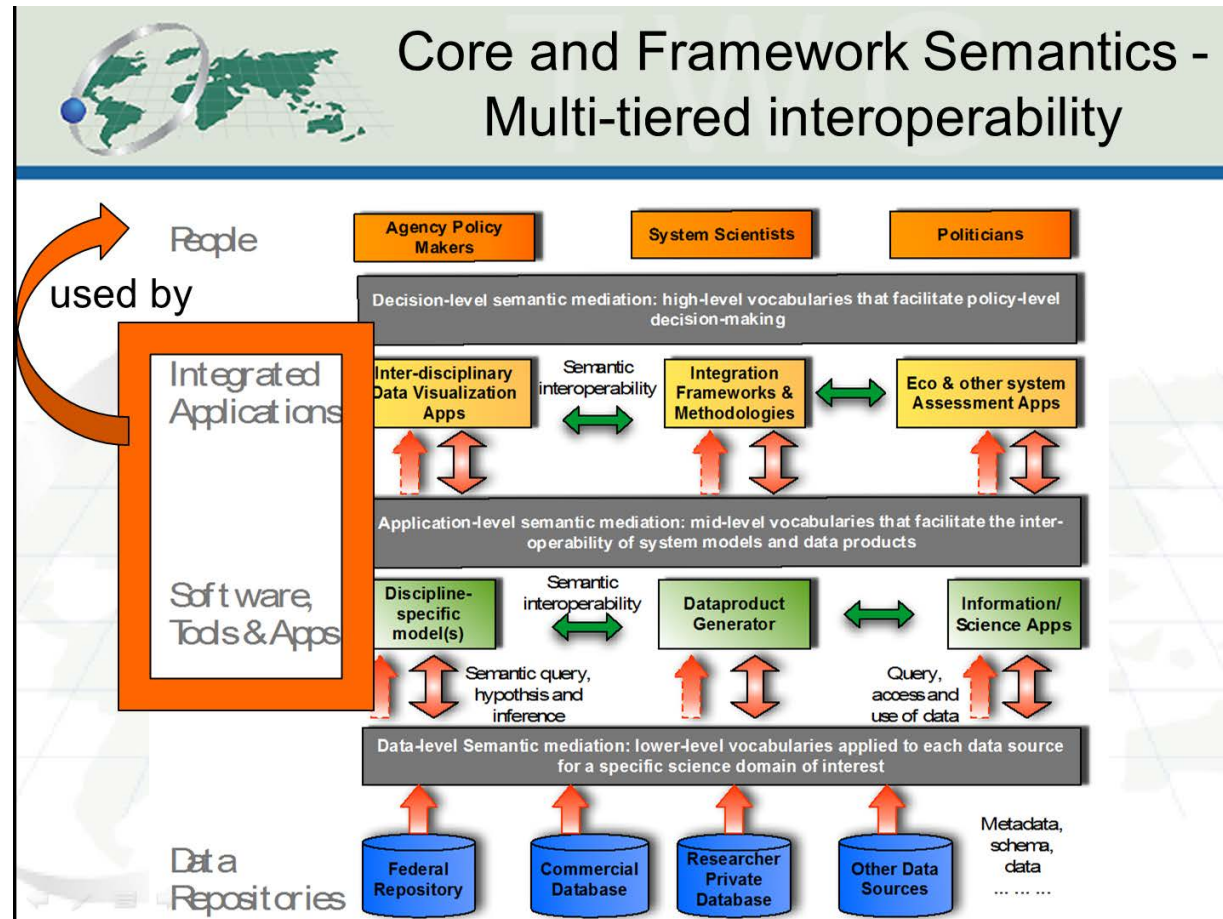 Core and Framework Semantics -
Multi-tiered interoperability
People
Agency Policy
Makers
System Scientists
Politicians
used by
Decision-level semantic mediation: high-level vocabularies that facilitate policy-level
decision-making
Integrated
Applications
Inter-disciplinary
Data Visualization
Apps
Semantic
interoperability
Integration
Frameworks &
Methodologies
Eco & other system
Assessment Apps
Application-level semantic mediation: mid-level vocabularies that facilitate the inter-
operability of system models and data products
Software,
Tools & Apps
Discipline-
specific
model(s)
Semantic
interoperability
Dataproduct
Generator
Information/
Science Apps
Semantic query,
hypothsis and
inference
Query,
access and
use of data
Data-level Semantic mediation: lower-level vocabularies applied to each data source
for a specific science domain of interest
Data
Repositories
Federal
Repository
Commercial
Database
Researcher
Private
Database
Other Data
Sources
Metadata,
schema,
data
... ... ...